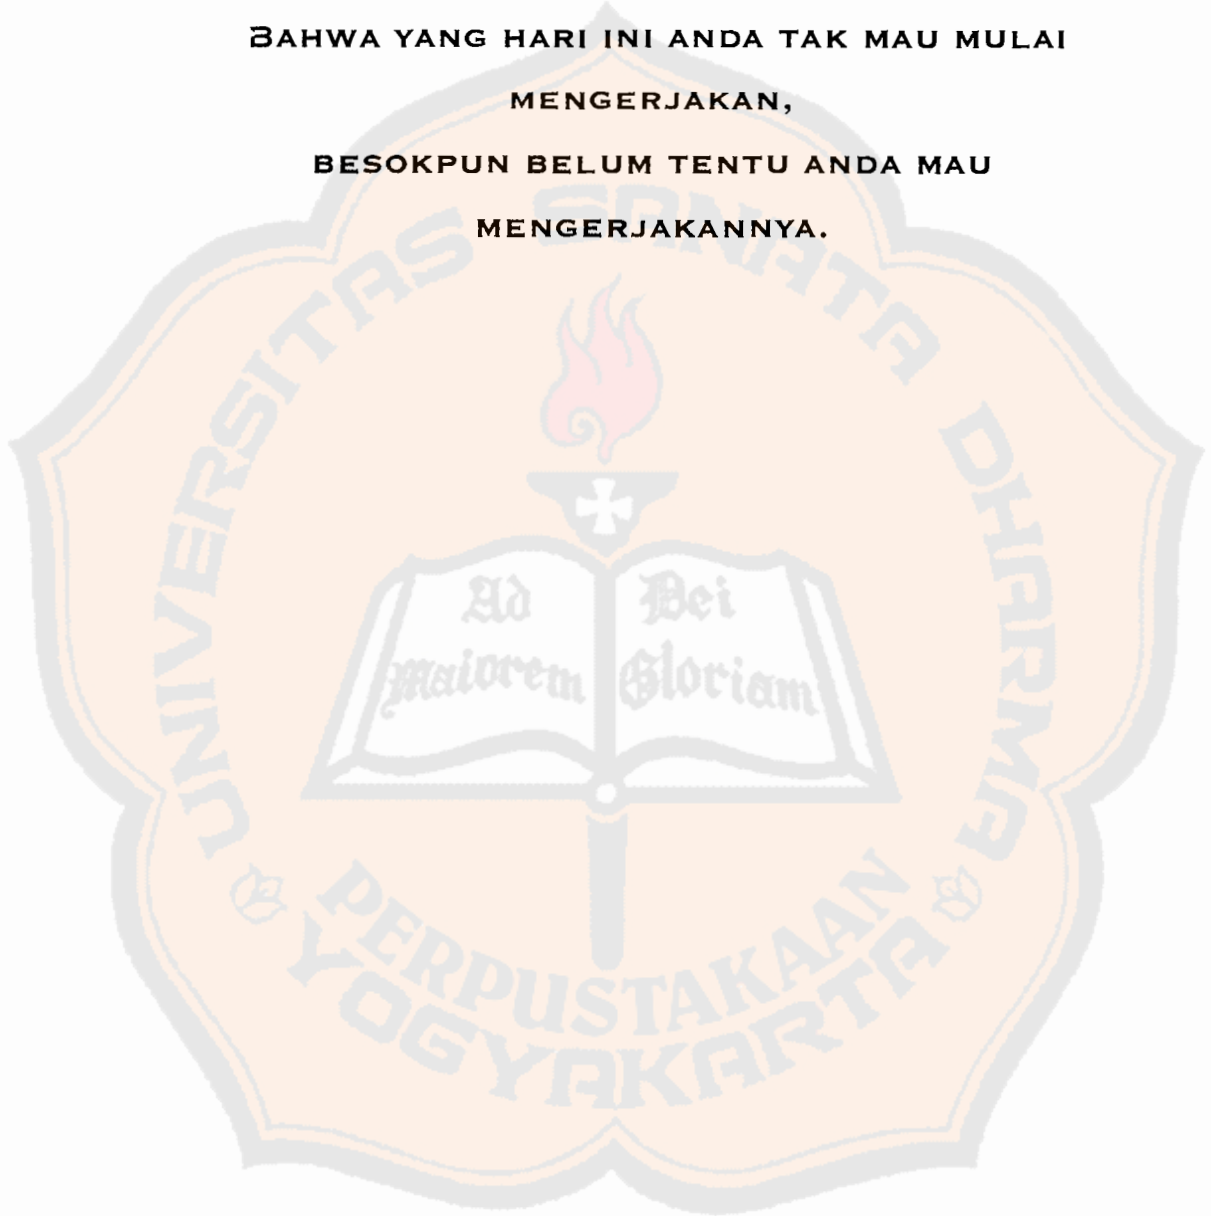 BAHWA YANG HARI INI ANDA TAK MAU MULAI
MENGERJAKAN,
BESOKPUN BELUM TENTU ANDA MAU
MENGERJAKANNYA.
UNIVERSITAS SANATA DHARMA
Ad
maiorem
Dei
Gloriam
PERPUSTAKAAN
YOGYAKARTA